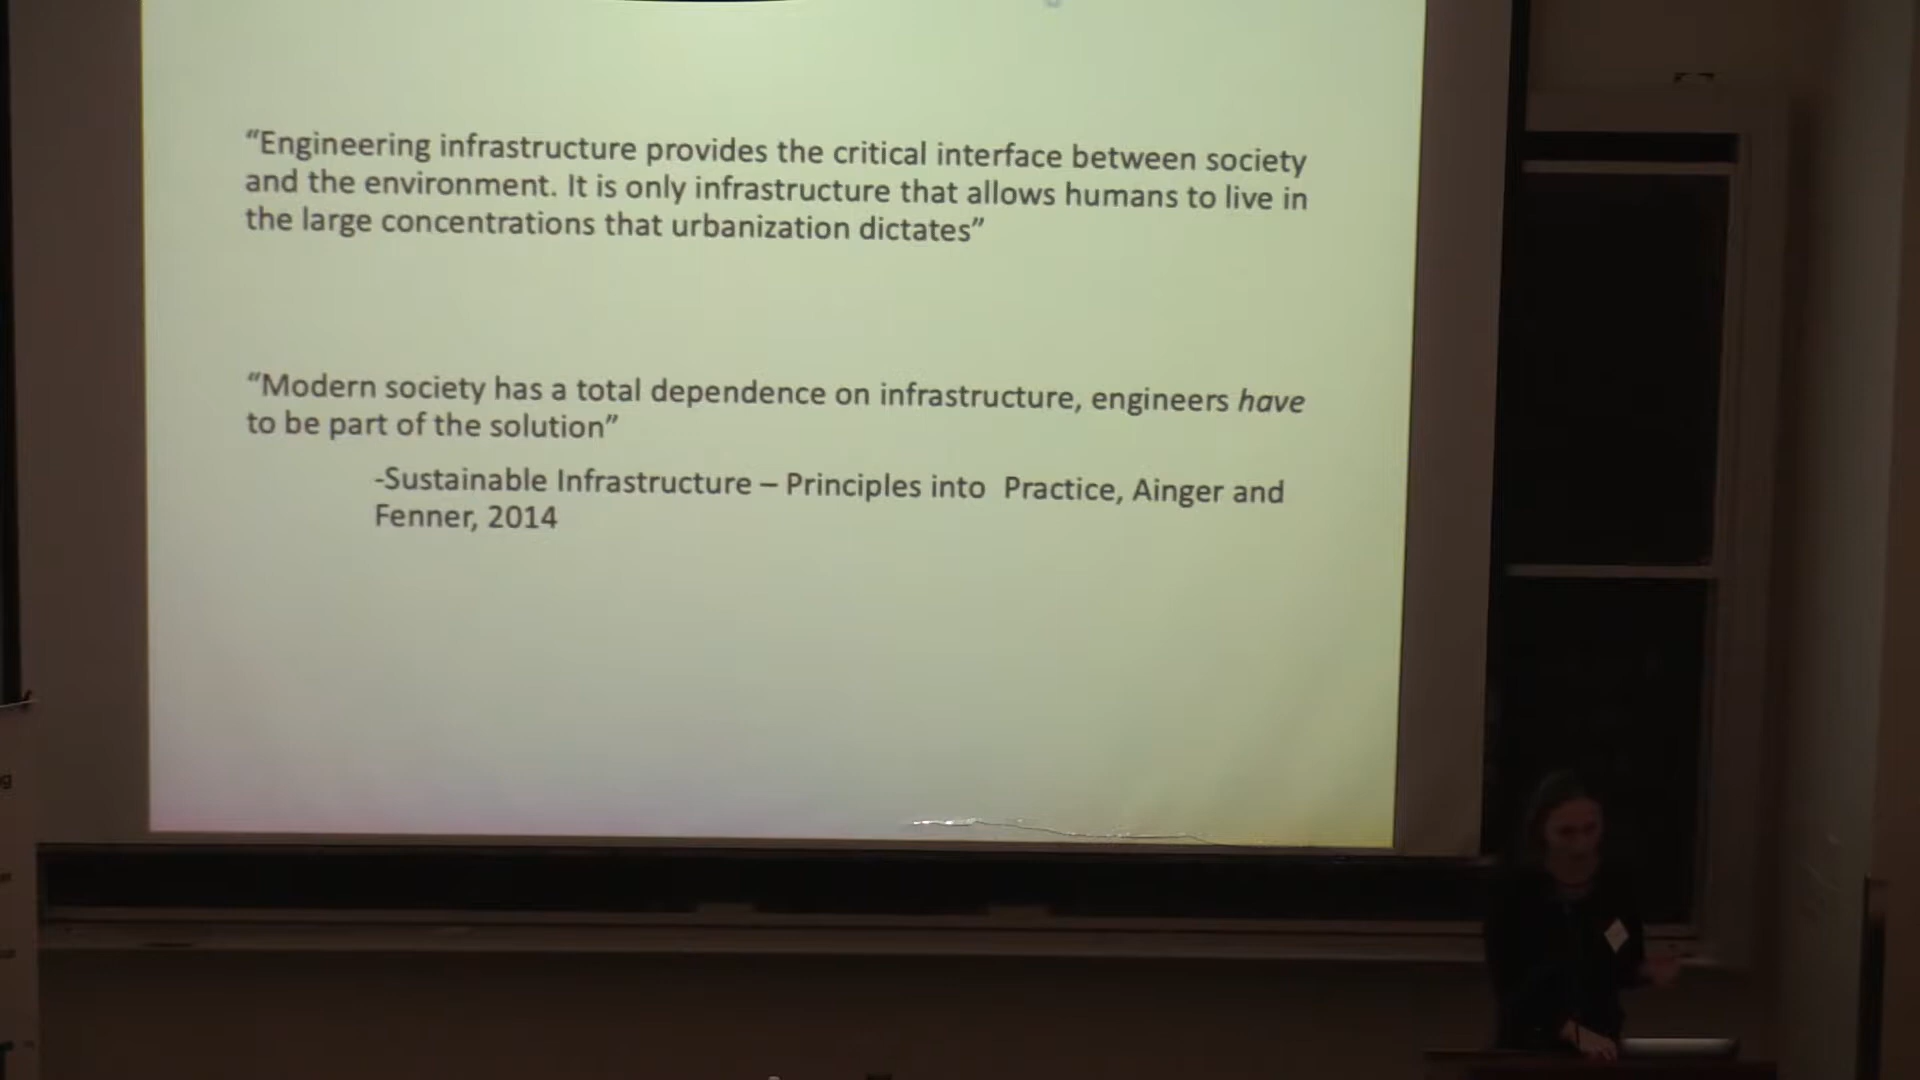 “Engineering infrastructure provides the critical interface between society
and the environment. It is only infrastructure that allows humans to live in
the large concentrations that urbanization dictates”
“Modern society has a total dependence on infrastructure, engineers have
to be part of the solution”
-Sustainable Infrastructure – Principles into  Practice, Ainger and
Fenner, 2014